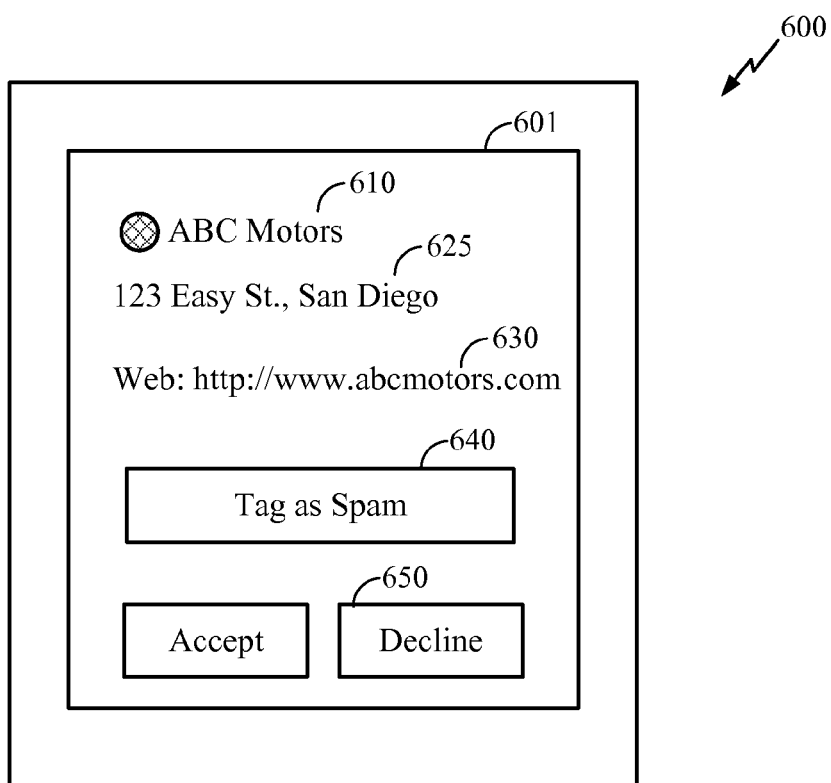 600
601
610
ABC Motors
625
123 Easy St., San Diego
630
Web: http://www.abcmotors.com
640
Tag as Spam
650
Accept
Decline